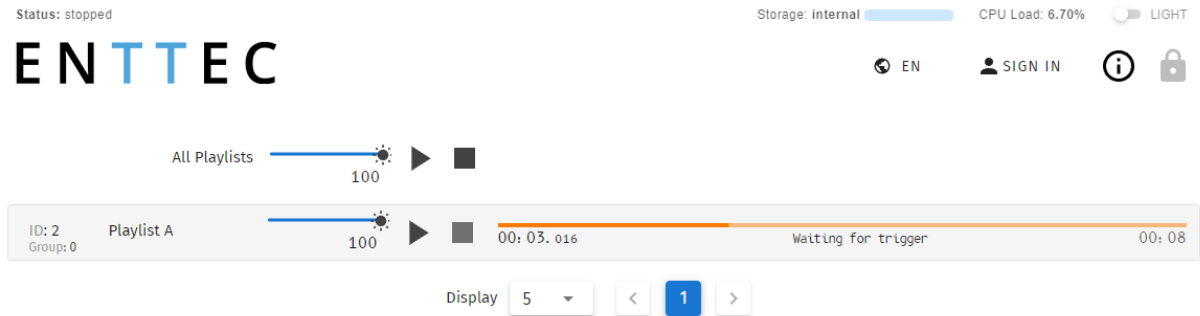 Status: stopped Storage: internal CPU Load: 6.70% LIGHT
ENTTEC EN SIGN IN
All Playlists 100
ID: 2 Playlist A 100 00: 03. 016 Waiting for trigger 00: 08
Group: 0
Display 5 < 1 >